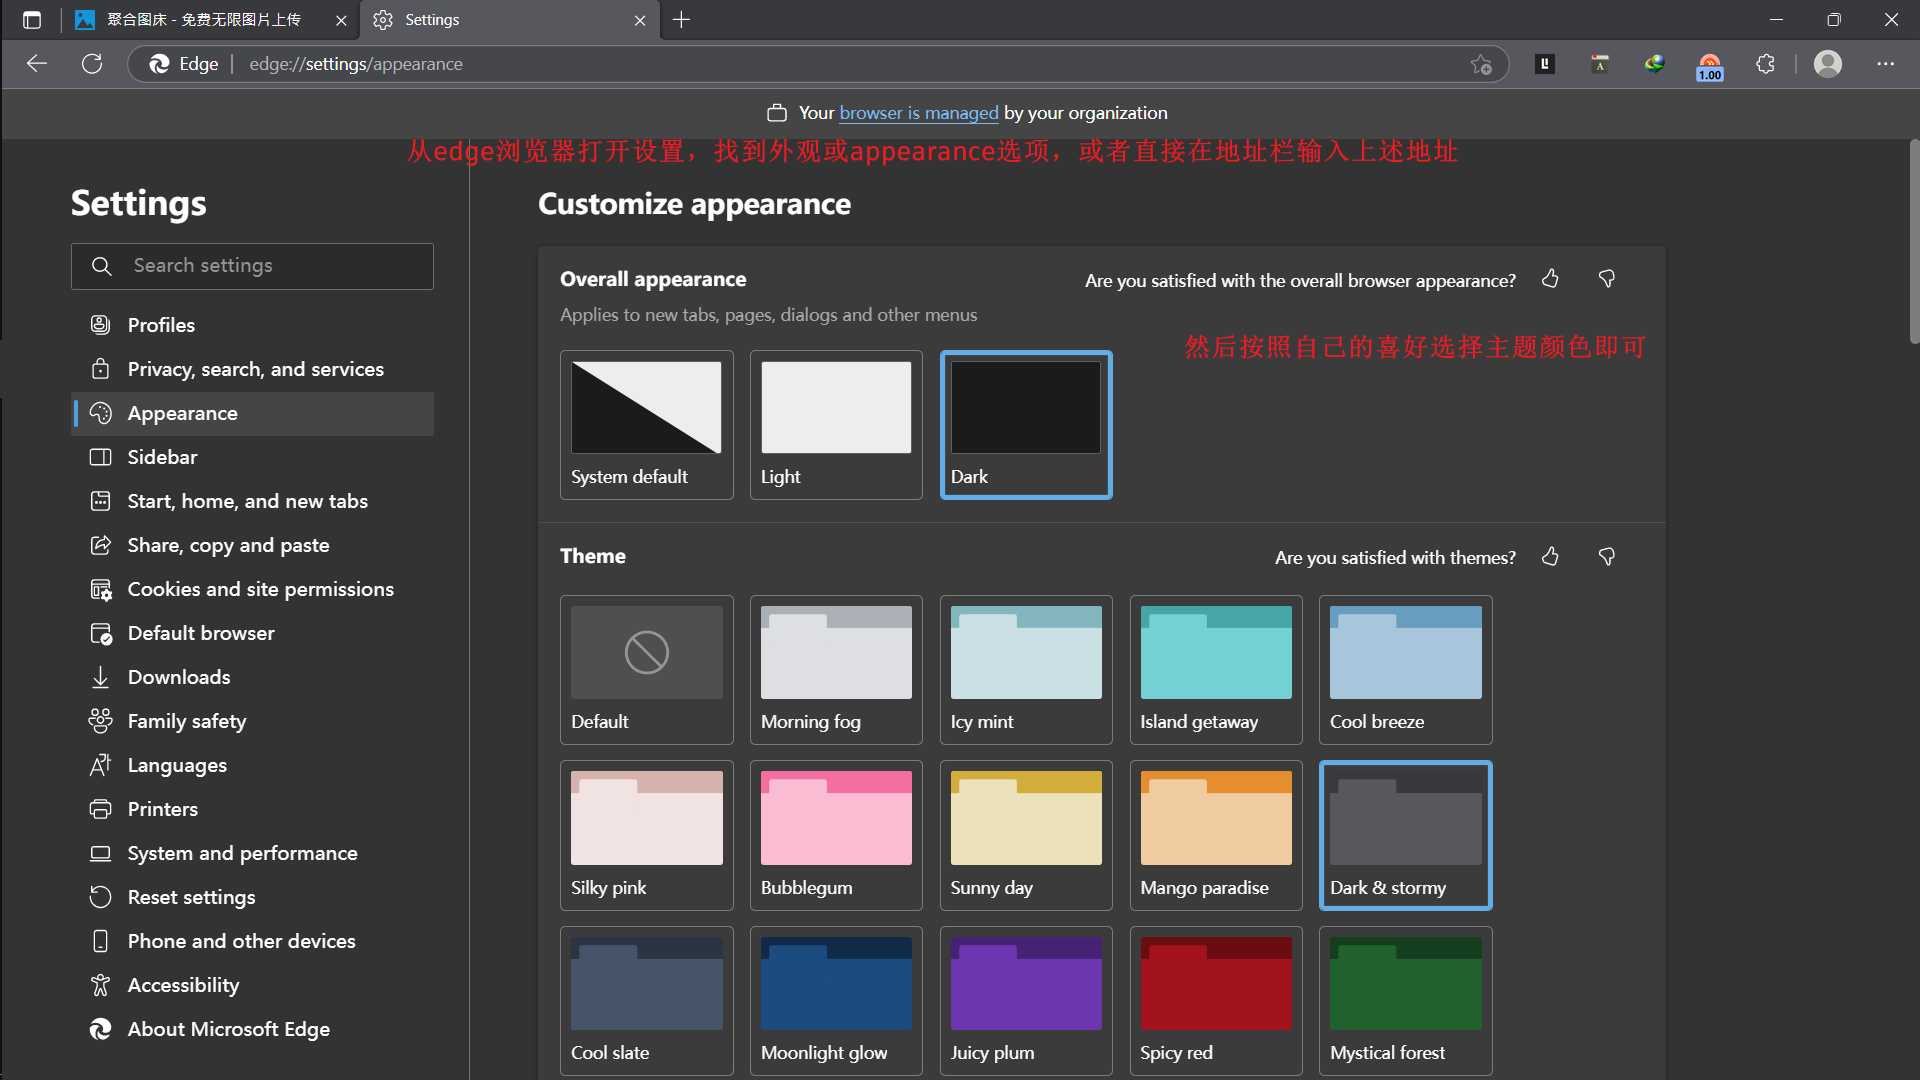 聚合图床 - 免费无限图片上传
Settings
Edge
edge://settings/appearance
1.00
Your browser is managed by your organization
从edge浏览器打开设置，找到外观或appearance选项，或者直接在地址栏输入上述地址
Settings
Search settings
Profiles
Privacy, search, and services
Appearance
Sidebar
Start, home, and new tabs
Share, copy and paste
Cookies and site permissions
Default browser
Downloads
Family safety
Languages
Printers
System and performance
Reset settings
Phone and other devices
Accessibility
About Microsoft Edge
Customize appearance
Overall appearance
Are you satisfied with the overall browser appearance?
Applies to new tabs, pages, dialogs and other menus
然后按照自己的喜好选择主题颜色即可
System default
Light
Dark
Theme
Are you satisfied with themes?
Default
Morning fog
Icy mint
Island getaway
Cool breeze
Silky pink
Bubblegum
Sunny day
Mango paradise
Dark & stormy
Cool slate
Moonlight glow
Juicy plum
Spicy red
Mystical forest